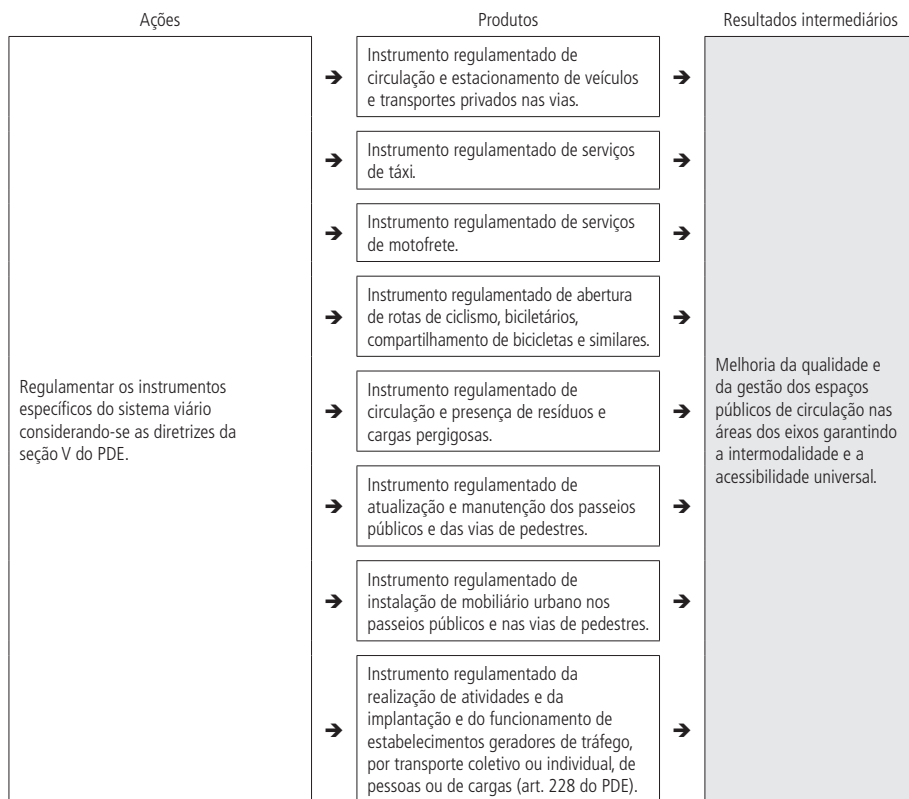 Ações
Produtos
Resultados intermediários
Regulamentar os instrumentos
específicos do sistema viário
considerando-se as diretrizes da
seção V do PDE.
Instrumento regulamentado de
circulação e estacionamento de veículos
e transportes privados nas vias.
Instrumento regulamentado de serviços
de táxi.
Instrumento regulamentado de serviços
de motofrete.
Instrumento regulamentado de abertura
de rotas de ciclismo, biciletários,
compartilhamento de bicicletas e similares.
Instrumento regulamentado de
circulação e presença de resíduos e
cargas pergigosas.
Instrumento regulamentado de
atualização e manutenção dos passeios
públicos e das vias de pedestres.
Instrumento regulamentado de
instalação de mobiliário urbano nos
passeios públicos e nas vias de pedestres.
Instrumento regulamentado da
realização de atividades e da
implantação e do funcionamento de
estabelecimentos geradores de tráfego,
por transporte coletivo ou individual, de
pessoas ou de cargas (art. 228 do PDE).
Melhoria da qualidade e
da gestão dos espaços
públicos de circulação nas
áreas dos eixos garantindo
a intermodalidade e a
acessibilidade universal.